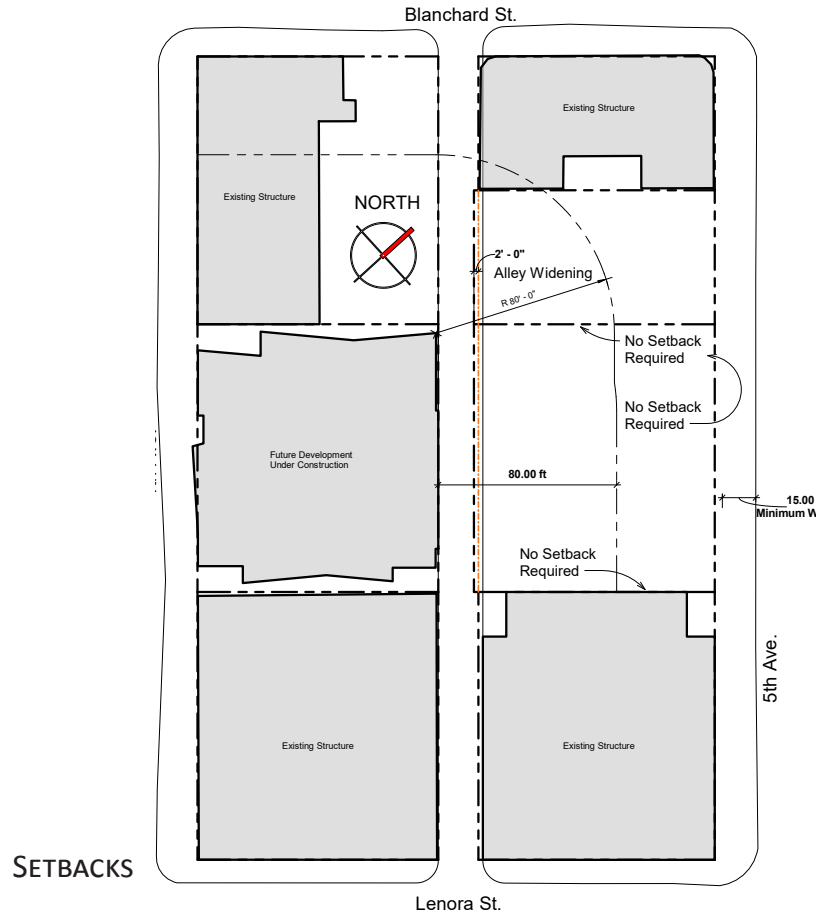 Blanchard St.
Existing Structure
Existing Structure
NORTH
2' - 0"
Alley Widening
R 80' - 0"
No Setback
Required
No Setback
Required
Future Development
Under Construction
80.00 ft
15.00
Minimum W
No Setback
Required
5th Ave.
Existing Structure
Existing Structure
SETBACKS
Lenora St.